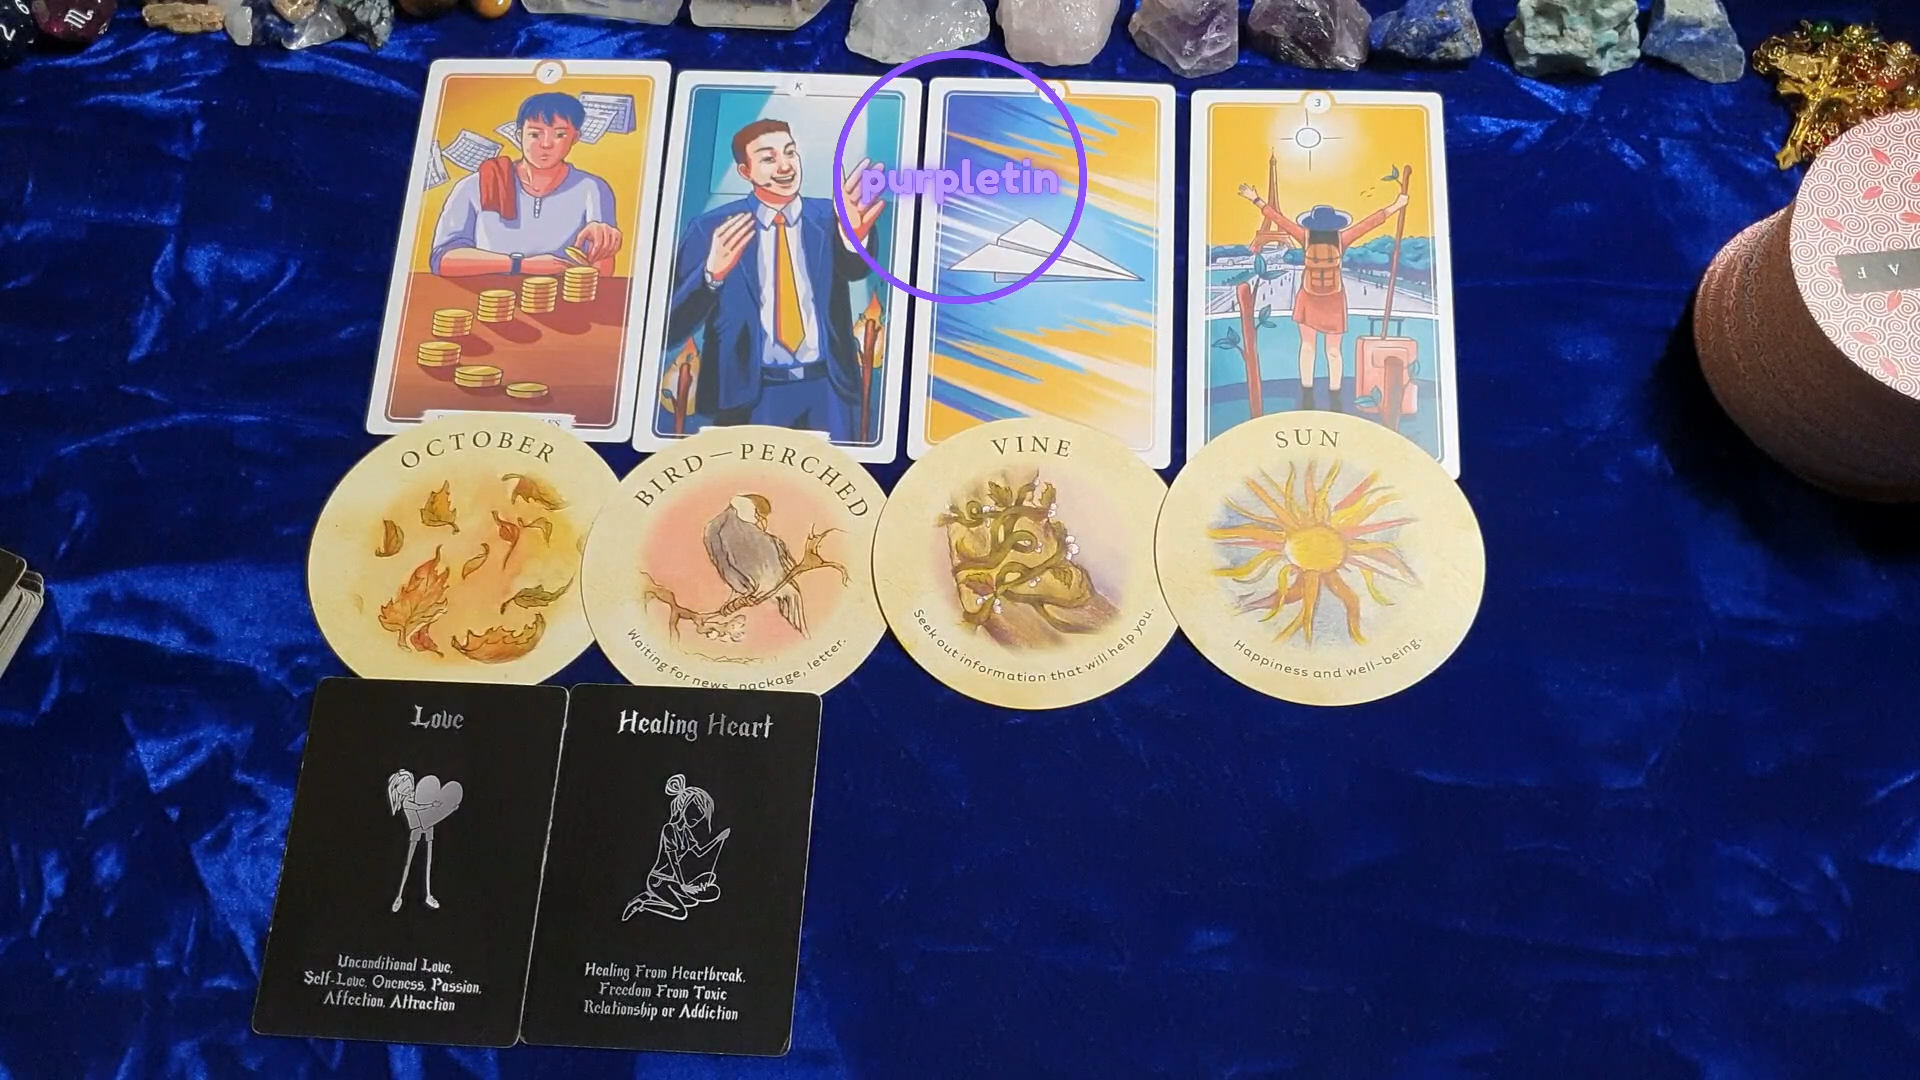 7
K
3
purpletin
OCTOBER
BIRD—PERCHED
Waiting for news, package, letter.
VINE
Seek out information that will help you.
SUN
Happiness and well-being.
A F
Love
Unconditional Love,
Self-Love, Oneness, Passion,
Affection, Attraction
Healing Heart
Healing From Heartbreak,
Freedom From Toxic
Relationship or Addiction